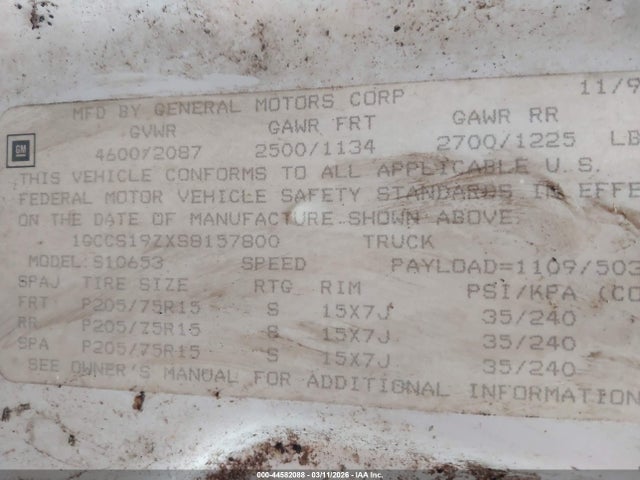 MFD BY GENERAL MOTORS CORP 11/9
GVWR GAWR FRT GAWR RR
GM 4600/2087 2500/1134 2700/1225 LB
THIS VEHICLE CONFORMS TO ALL APPLICABLE U.S.
FEDERAL MOTOR VEHICLE SAFETY STANDARDS IN EFFE
ON THE DATE OF MANUFACTURE SHOWN ABOVE.
1GCCS19ZXS8157800 TRUCK
MODEL:S10653 SPEED PAYLOAD=1109/503
SPAJ TIRE SIZE RTG RIM PSI/KPA (CO
FRT P205/75R15 S 15X7J 35/240
RR P205/75R15 S 15X7J 35/240
SPA P205/75R15 S 15X7J 35/240
SEE OWNER'S MANUAL FOR ADDITIONAL INFORMATION
000-44582088 - 03/11/2026 - IAAI.COM